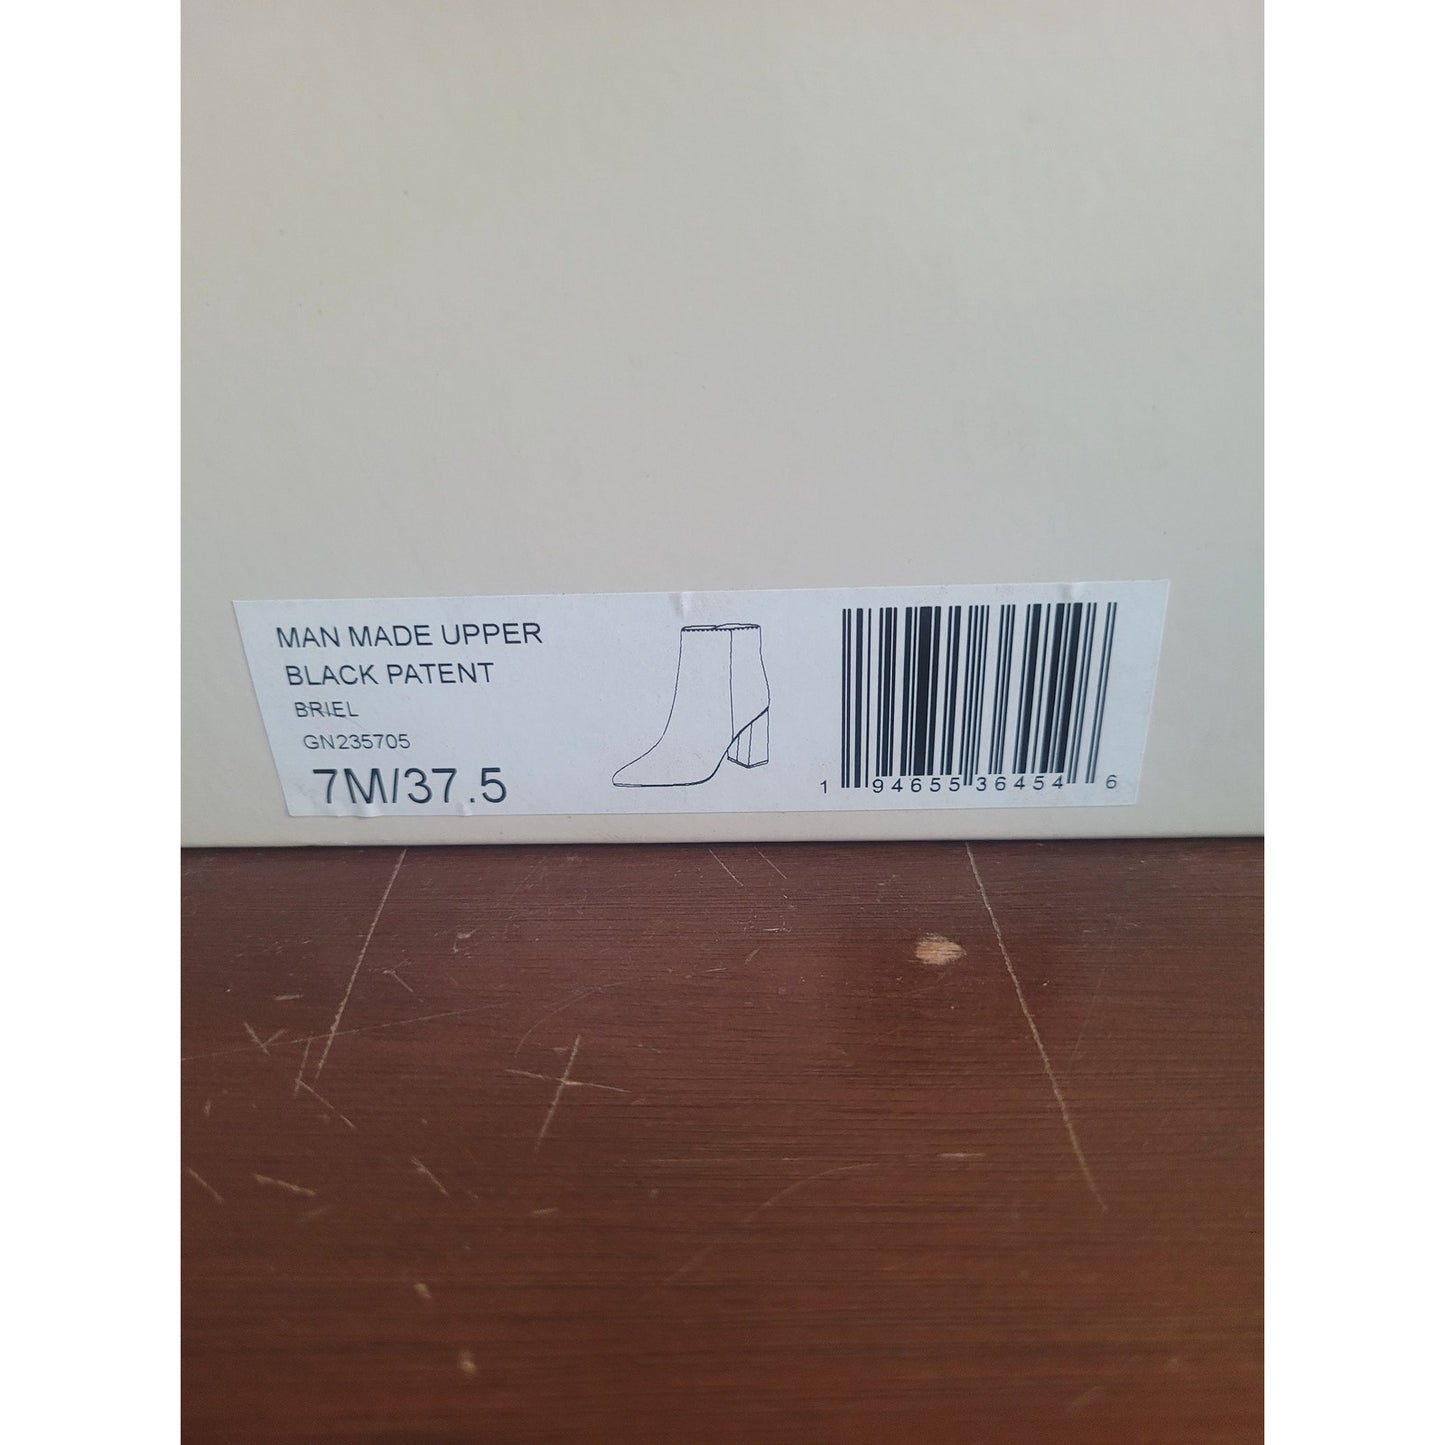 MAN MADE UPPER
BLACK PATENT
BRIEL
GN235705
7M/37.5
1 94655 36454 6